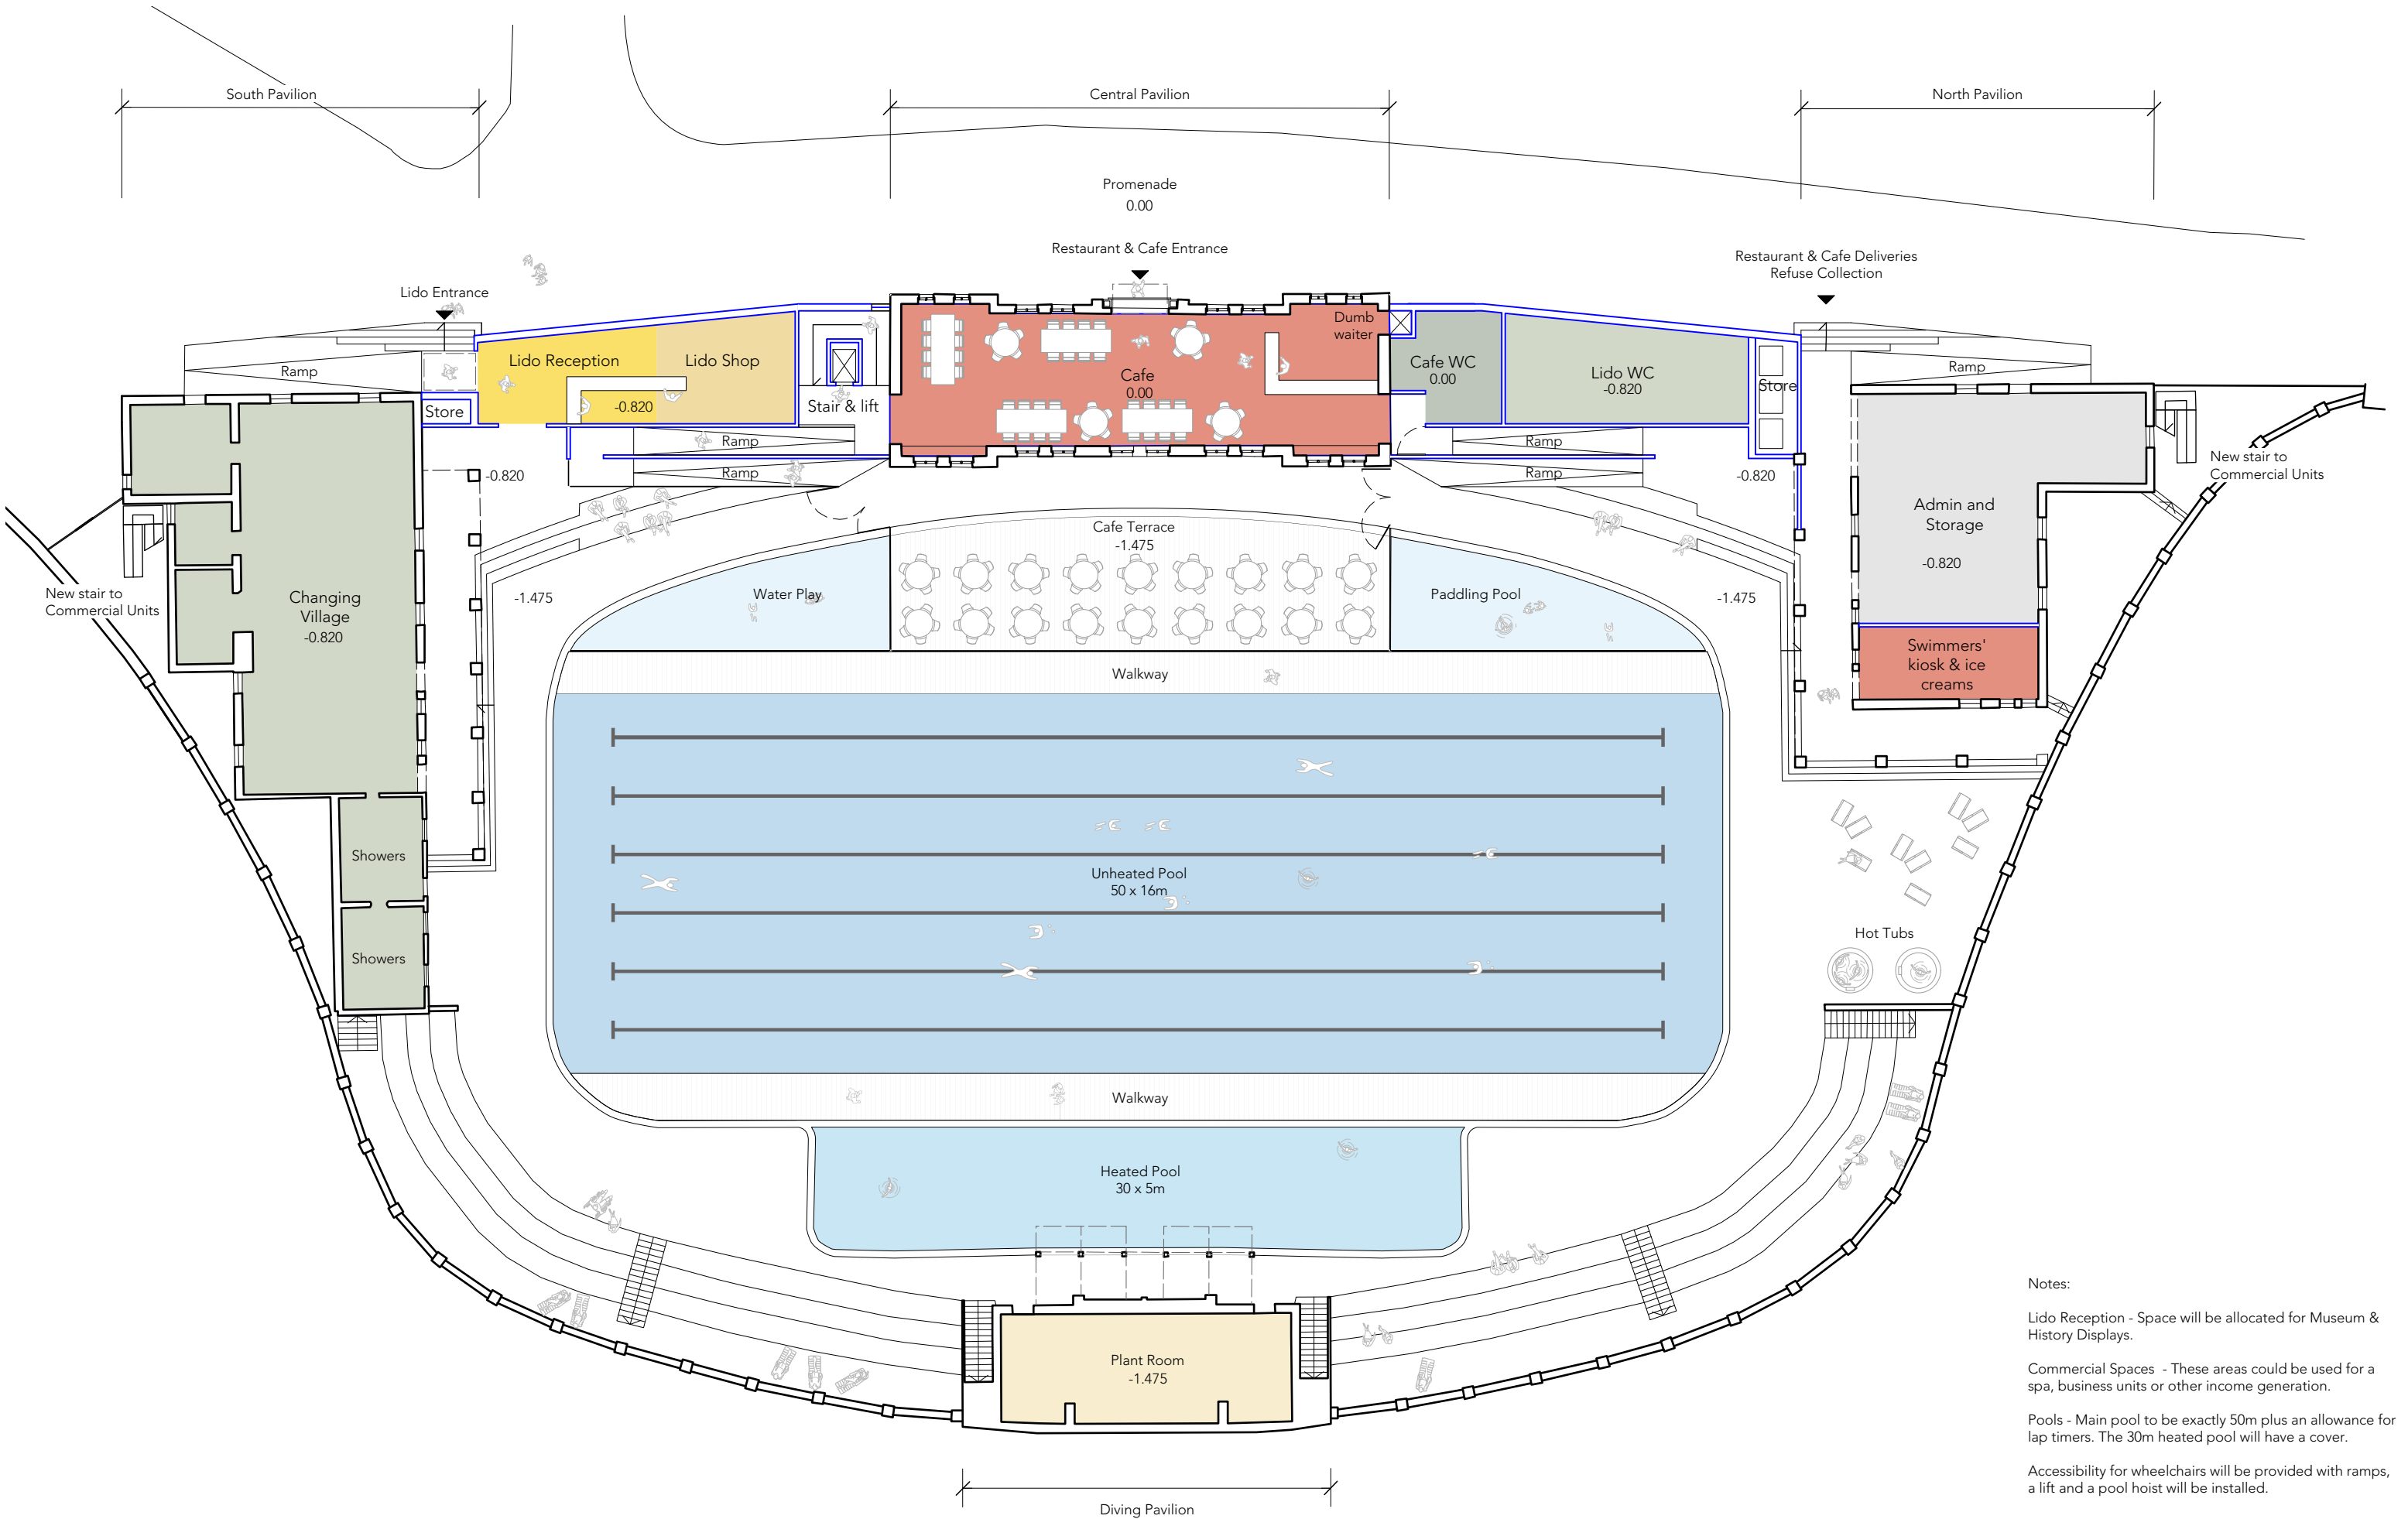 South Pavilion
Central Pavilion
North Pavilion
Promenade
0.00
Restaurant & Cafe Entrance
Restaurant & Cafe Deliveries
Refuse Collection
Lido Entrance
Dumb
waiter
Lido Reception
Lido Shop
Cafe WC
0.00
Lido WC
-0.820
Ramp
Ramp
Cafe
0.00
Store
Store
-0.820
Stair & lift
Ramp
Ramp
Ramp
Ramp
-0.820
-0.820
New stair to
Commercial Units
Admin and
Storage
-0.820
Cafe Terrace
-1.475
New stair to
Commercial Units
Changing
Village
-0.820
-1.475
Water Play
Paddling Pool
-1.475
Swimmers'
kiosk & ice
creams
Walkway
Showers
Unheated Pool
50 x 16m
Hot Tubs
Showers
Walkway
Heated Pool
30 x 5m
Plant Room
-1.475
Diving Pavilion
Notes:
Lido Reception - Space will be allocated for Museum &
History Displays.
Commercial Spaces - These areas could be used for a
spa, business units or other income generation.
Pools - Main pool to be exactly 50m plus an allowance for
lap timers. The 30m heated pool will have a cover.
Accessibility for wheelchairs will be provided with ramps,
a lift and a pool hoist will be installed.